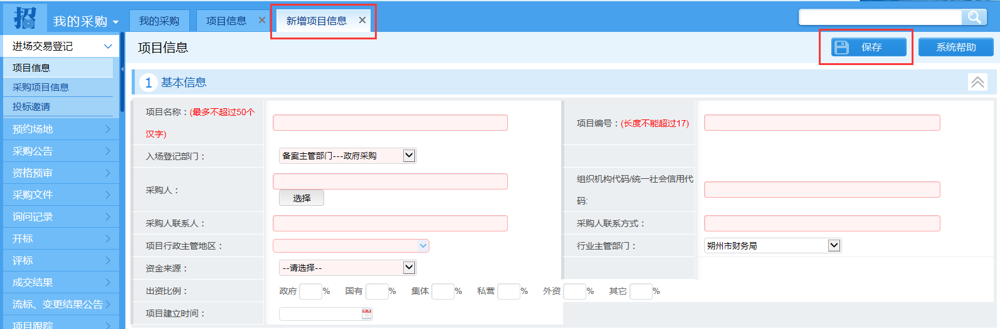 招
我的采购
我的采购
项目信息
新增项目信息
进场交易登记
项目信息
采购项目信息
投标邀请
预约场地
采购公告
资格预审
采购文件
询问记录
开标
评标
成交结果
流标、变更结果公告
项目跟踪
项目信息
保存
系统帮助
1 基本信息
项目名称：(最多不超过50个
汉字)
项目编号：(长度不能超过17)
入场登记部门：
备案主管部门---政府采购
采购人：
选择
组织机构代码/统一社会信用代
码:
采购人联系人：
采购人联系方式：
项目行政主管地区：
行业主管部门：
朔州市财务局
资金来源：
--请选择--
出资比例：
政府 % 国有 % 集体 % 私营 % 外资 % 其它 %
项目建立时间：